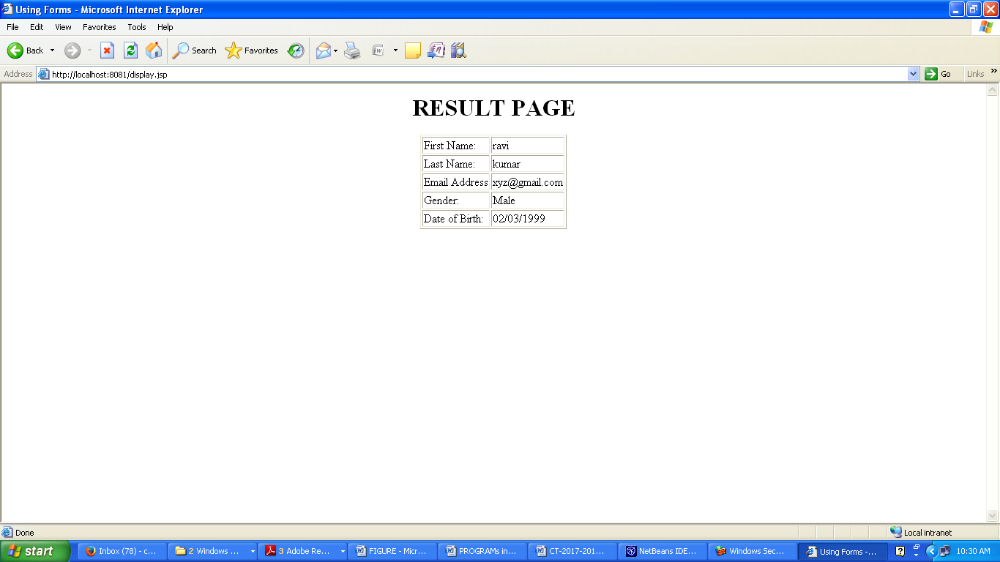 Using Forms - Microsoft Internet Explorer
File Edit View Favorites Tools Help
Back Search Favorites
Address http://localhost:8081/display.jsp Go Links »
RESULT PAGE
First Name: ravi
Last Name: kumar
Email Address xyz@gmail.com
Gender: Male
Date of Birth: 02/03/1999
Done Local intranet
start Inbox (78) - c... 2 Windows ... 3 Adobe Re... FIGURE - Micr... PROGRAMs in... CT-2017-201... NetBeans IDE... Windows Sec... Using Forms -... 10:30 AM